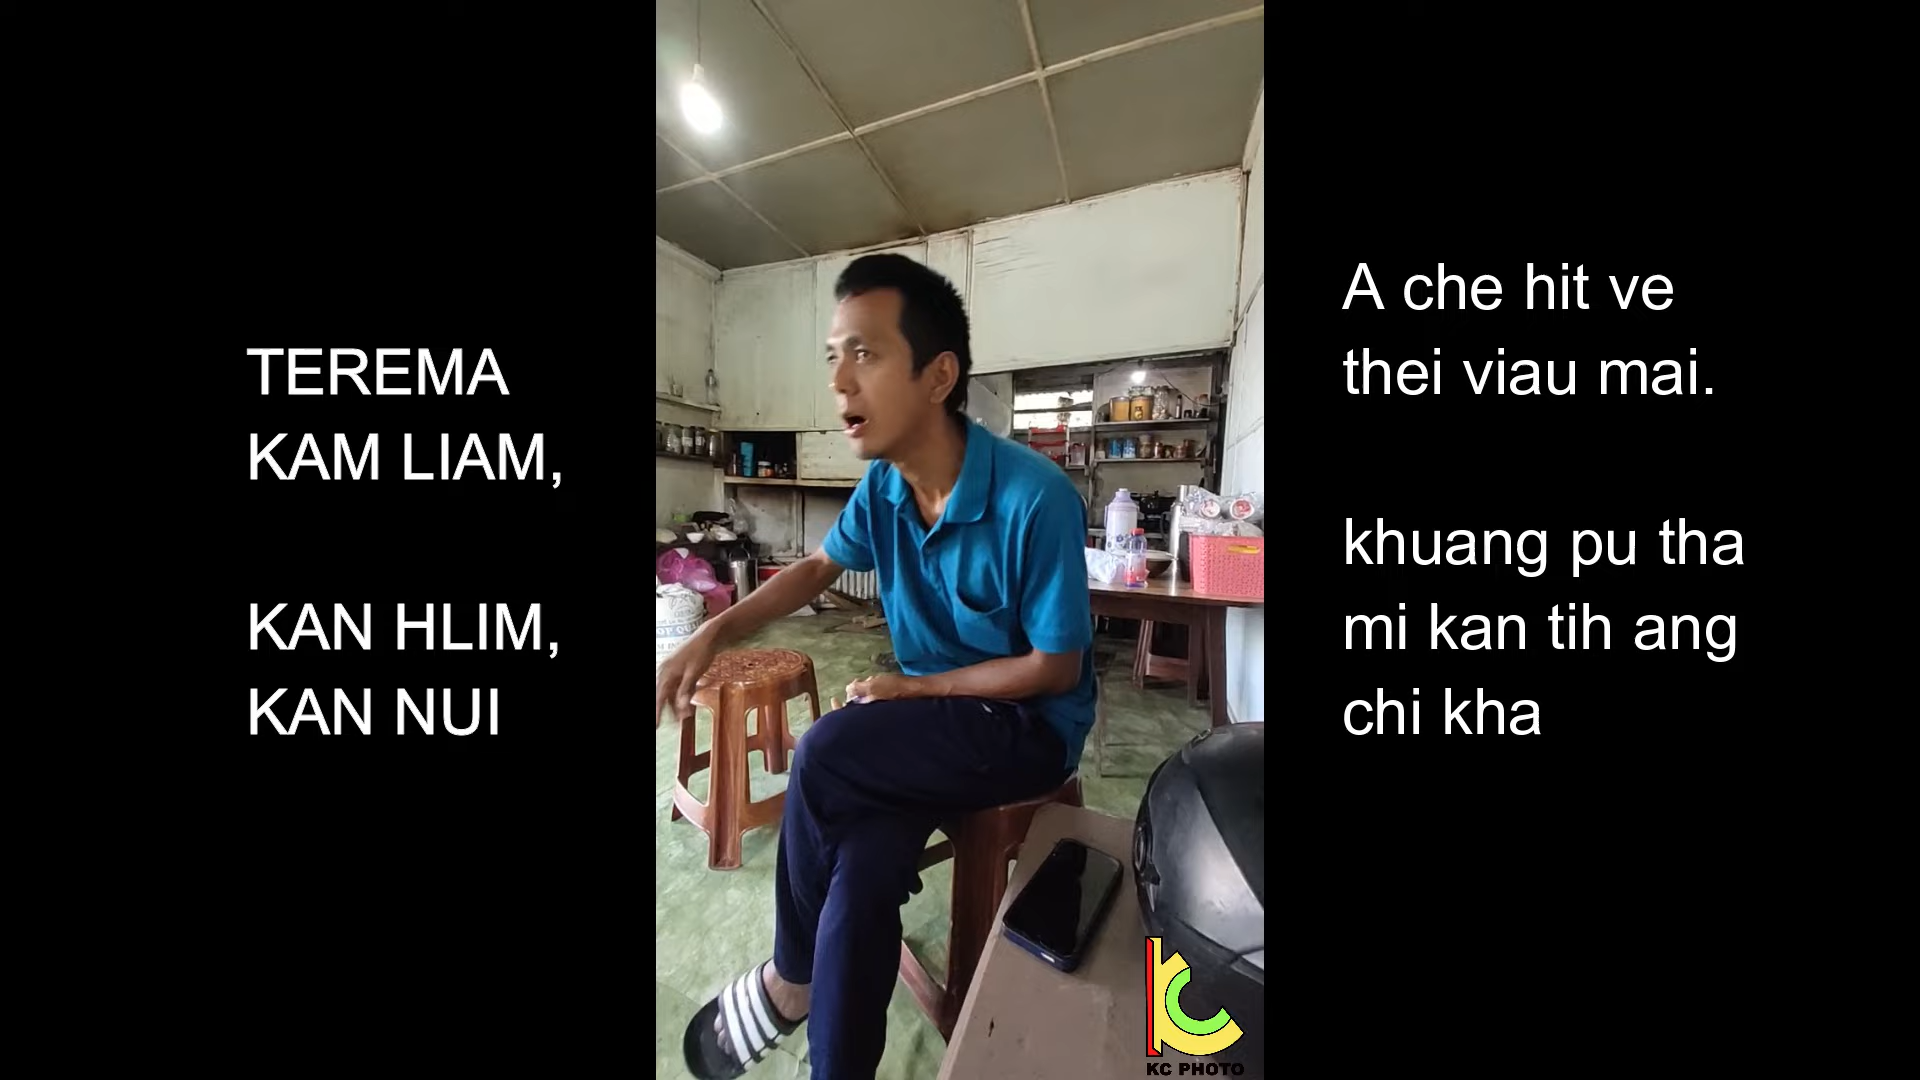 TEREMA
KAM LIAM,
KAN HLIM,
KAN NUI
A che hit ve
thei viau mai.
khuang pu tha
mi kan tih ang
chi kha
KC PHOTO